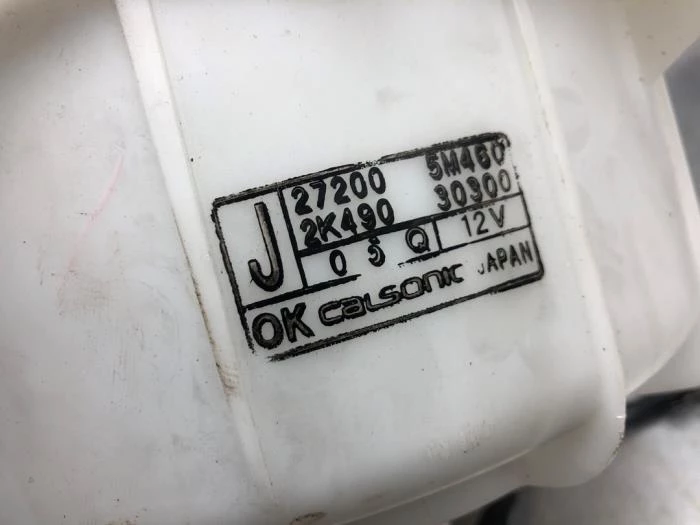 J
27200 5M460
2K490 30300
0 5 Q 12V
OK CALSONIC JAPAN